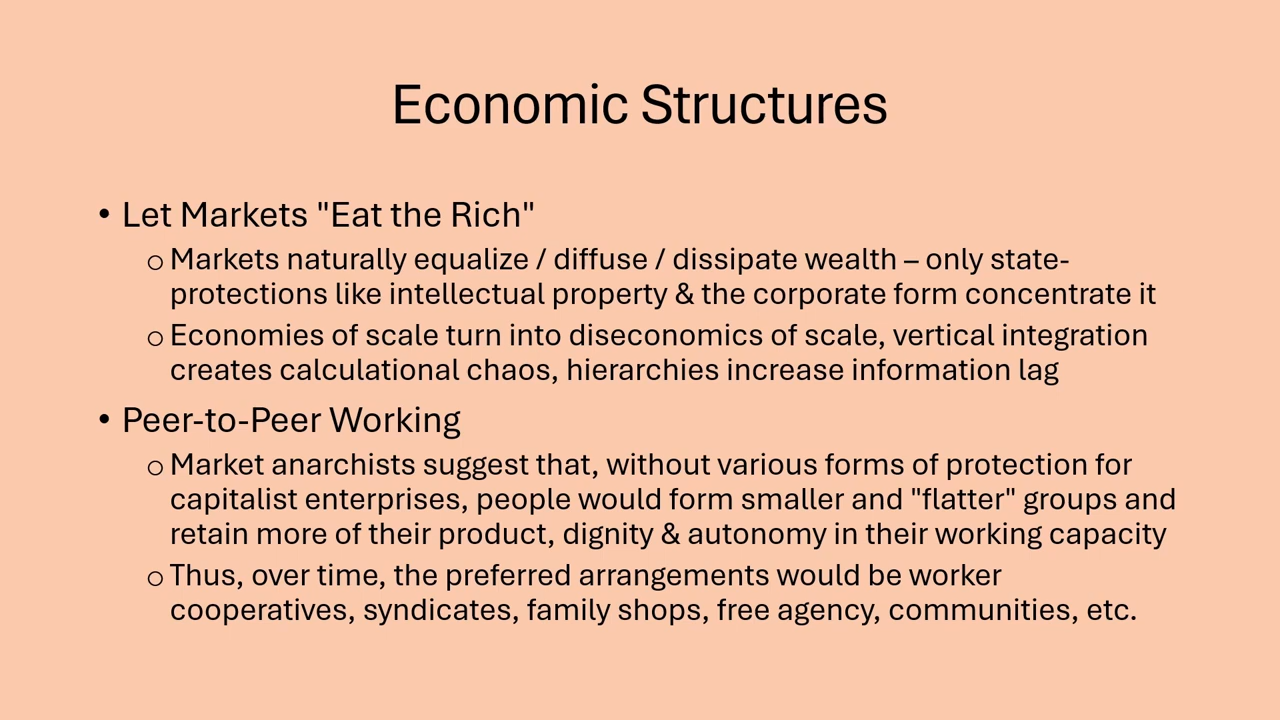 Economic Structures
• Let Markets "Eat the Rich"
o Markets naturally equalize / diffuse / dissipate wealth – only state-
protections like intellectual property & the corporate form concentrate it
o Economies of scale turn into diseconomics of scale, vertical integration
creates calculational chaos, hierarchies increase information lag
• Peer-to-Peer Working
o Market anarchists suggest that, without various forms of protection for
capitalist enterprises, people would form smaller and "flatter" groups and
retain more of their product, dignity & autonomy in their working capacity
o Thus, over time, the preferred arrangements would be worker
cooperatives, syndicates, family shops, free agency, communities, etc.